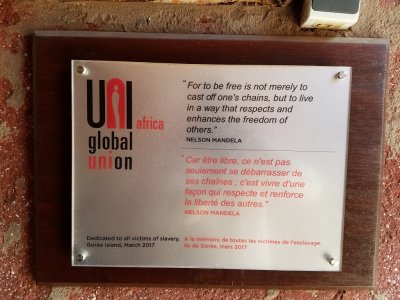 UNI africa
global
union
"For to be free is not merely to
cast off one's chains, but to live
in a way that respects and
enhances the freedom of
others."
NELSON MANDELA
"Car être libre, ce n'est pas
seulement se débarrasser de
ses chaînes ; c'est vivre d'une
façon qui respecte et renforce
la liberté des autres."
NELSON MANDELA
Dedicated to all victims of slavery.
Gorée Island, March 2017
A la mémoire de toutes les victimes de l'esclavage.
Ile de Gorée, mars 2017